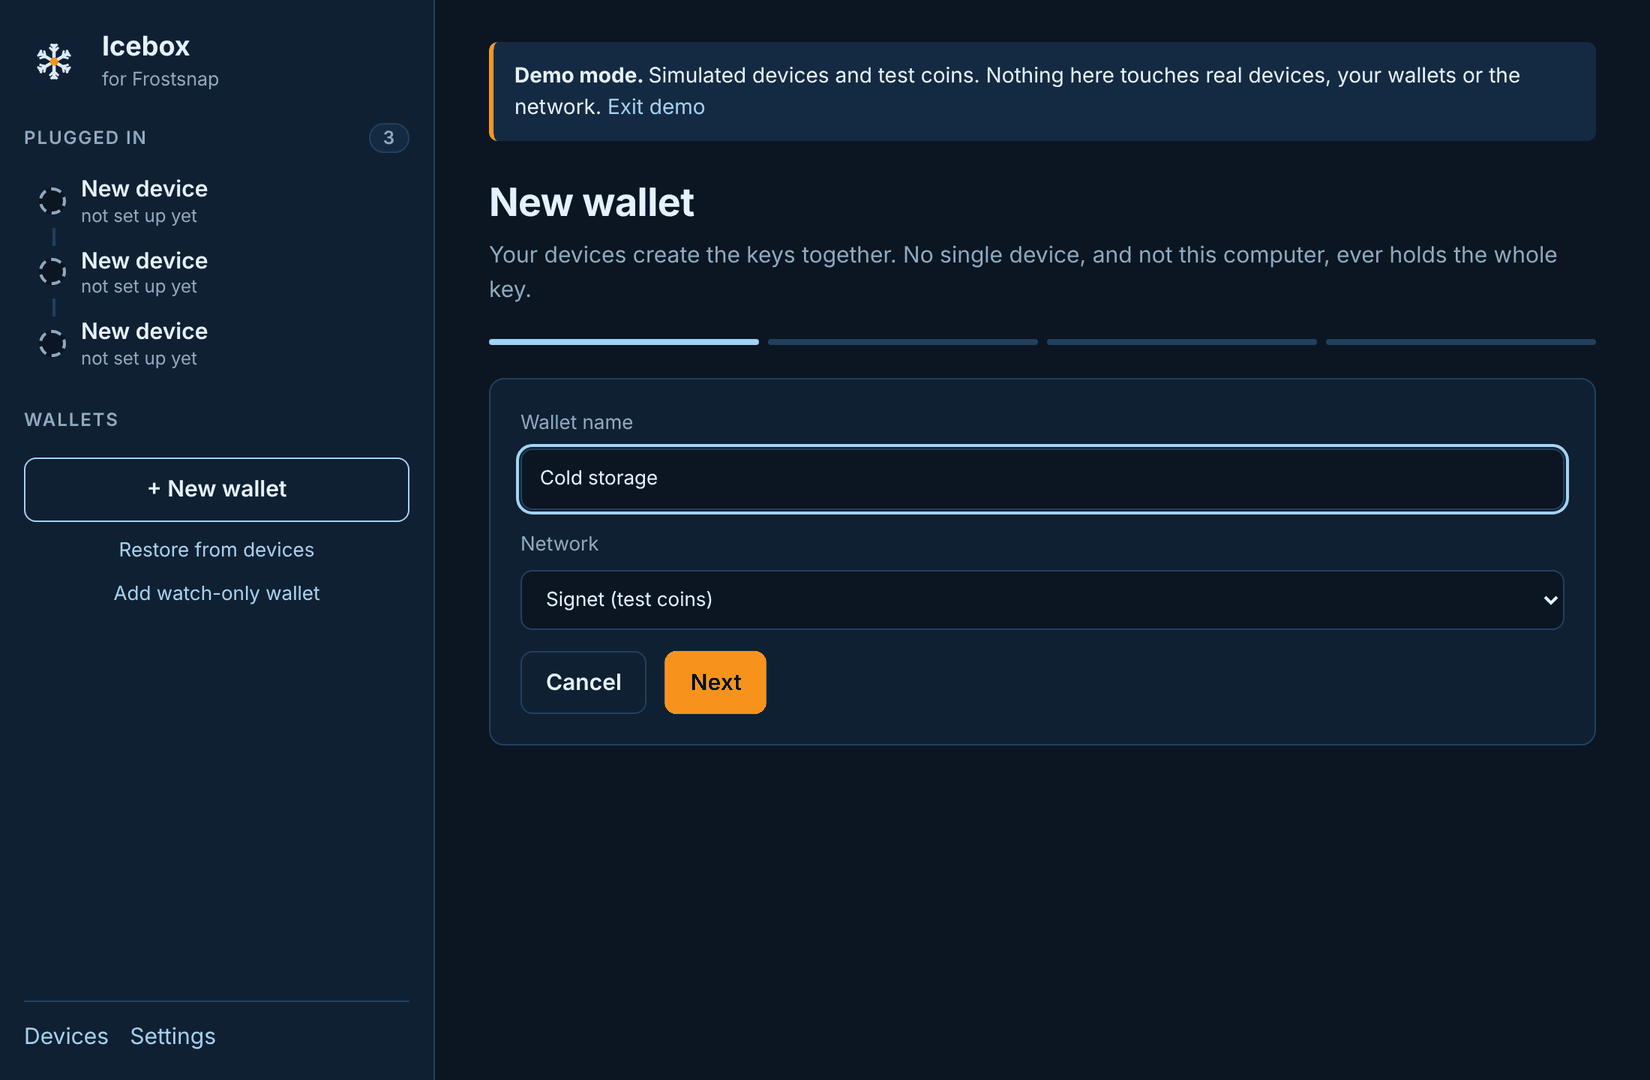 Icebox
for Frostsnap
PLUGGED IN
3
New device
not set up yet
New device
not set up yet
New device
not set up yet
WALLETS
+ New wallet
Restore from devices
Add watch-only wallet
Devices
Settings
Demo mode. Simulated devices and test coins. Nothing here touches real devices, your wallets or the
network. Exit demo
New wallet
Your devices create the keys together. No single device, and not this computer, ever holds the whole
key.
Wallet name
Cold storage
Network
Signet (test coins)
Cancel
Next